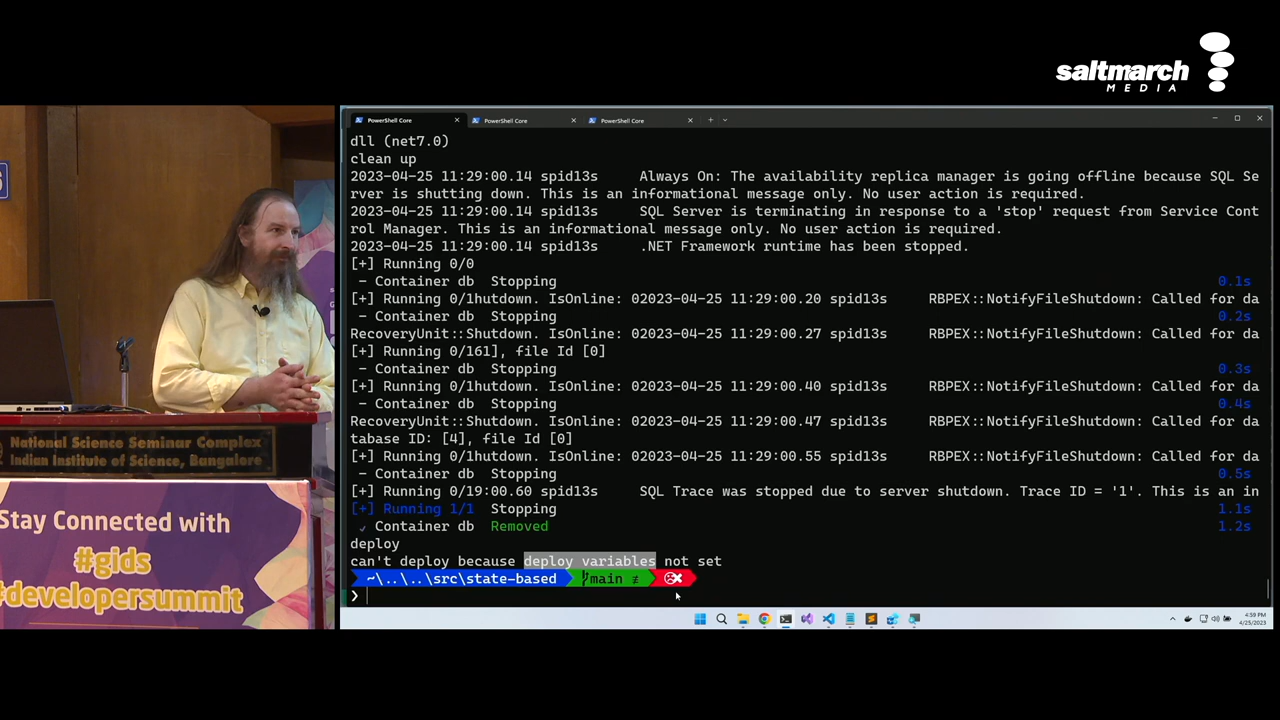 saltmarch
MEDIA
PowerShell Core
PowerShell Core
PowerShell Core
dll (net7.0)
clean up
2023-04-25 11:29:00.14 spid13s     Always On: The availability replica manager is going offline because SQL Se
rver is shutting down. This is an informational message only. No user action is required.
2023-04-25 11:29:00.14 spid13s     SQL Server is terminating in response to a 'stop' request from Service Cont
rol Manager. This is an informational message only. No user action is required.
2023-04-25 11:29:00.14 spid13s     .NET Framework runtime has been stopped.
[+] Running 0/0
 - Container db  Stopping 0.1s
[+] Running 0/1hutdown. IsOnline: 02023-04-25 11:29:00.20 spid13s     RBPEX::NotifyFileShutdown: Called for da
 - Container db  Stopping 0.2s
RecoveryUnit::Shutdown. IsOnline: 02023-04-25 11:29:00.27 spid13s     RBPEX::NotifyFileShutdown: Called for da
[+] Running 0/161], file Id [0]
 - Container db  Stopping 0.3s
[+] Running 0/1hutdown. IsOnline: 02023-04-25 11:29:00.40 spid13s     RBPEX::NotifyFileShutdown: Called for da
 - Container db  Stopping 0.4s
RecoveryUnit::Shutdown. IsOnline: 02023-04-25 11:29:00.47 spid13s     RBPEX::NotifyFileShutdown: Called for da
tabase ID: [4], file Id [0]
[+] Running 0/1hutdown. IsOnline: 02023-04-25 11:29:00.55 spid13s     RBPEX::NotifyFileShutdown: Called for da
 - Container db  Stopping 0.5s
[+] Running 0/19:00.60 spid13s     SQL Trace was stopped due to server shutdown. Trace ID = '1'. This is an in
[+] Running 1/1  Stopping 1.1s
 ✓ Container db  Removed 1.2s
deploy
can't deploy because deploy variables not set
~\..\..\src\state-based main ≢
❯
4:59 PM
4/25/2023
National Science Seminar Complex
Indian Institute of Science, Bangalore
Stay Connected with
#gids
#developersummit